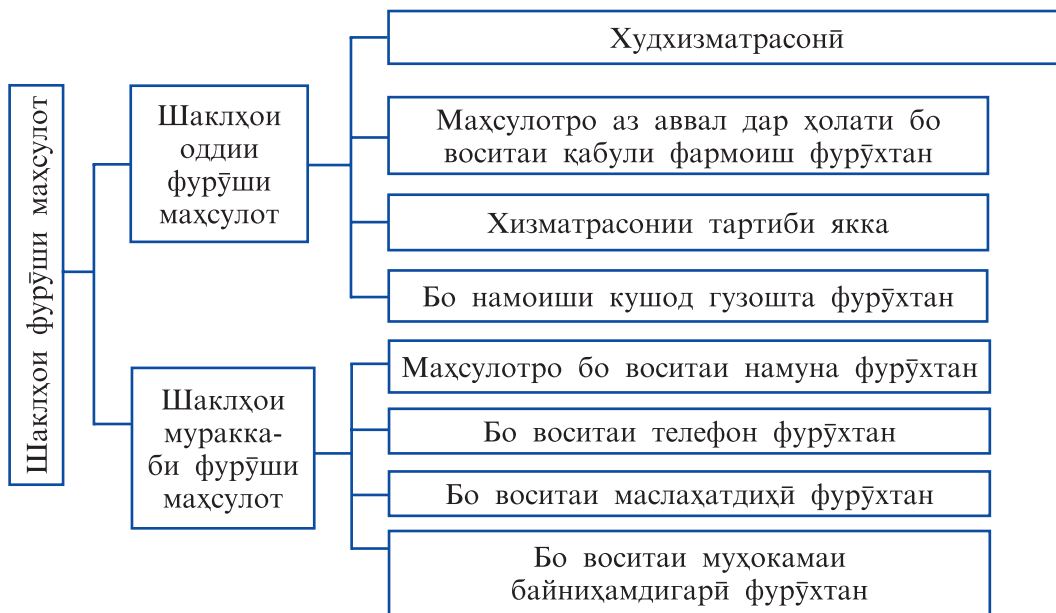 Шаклҳои фурӯши маҳсулот
Шаклҳои
оддии
фурӯши
маҳсулот
Худхизматрасонӣ
Маҳсулотро аз аввал дар ҳолати бо
воситаи қабули фармоиш фурӯхтан
Хизматрасонии тартиби якка
Бо намоиши кушод гузошта фурӯхтан
Шаклҳои
муракка-
би фурӯши
маҳсулот
Маҳсулотро бо воситаи намуна фурӯхтан
Бо воситаи телефон фурӯхтан
Бо воситаи маслаҳатдиҳӣ фурӯхтан
Бо воситаи муҳокамаи
байниҳамдигарӣ фурӯхтан